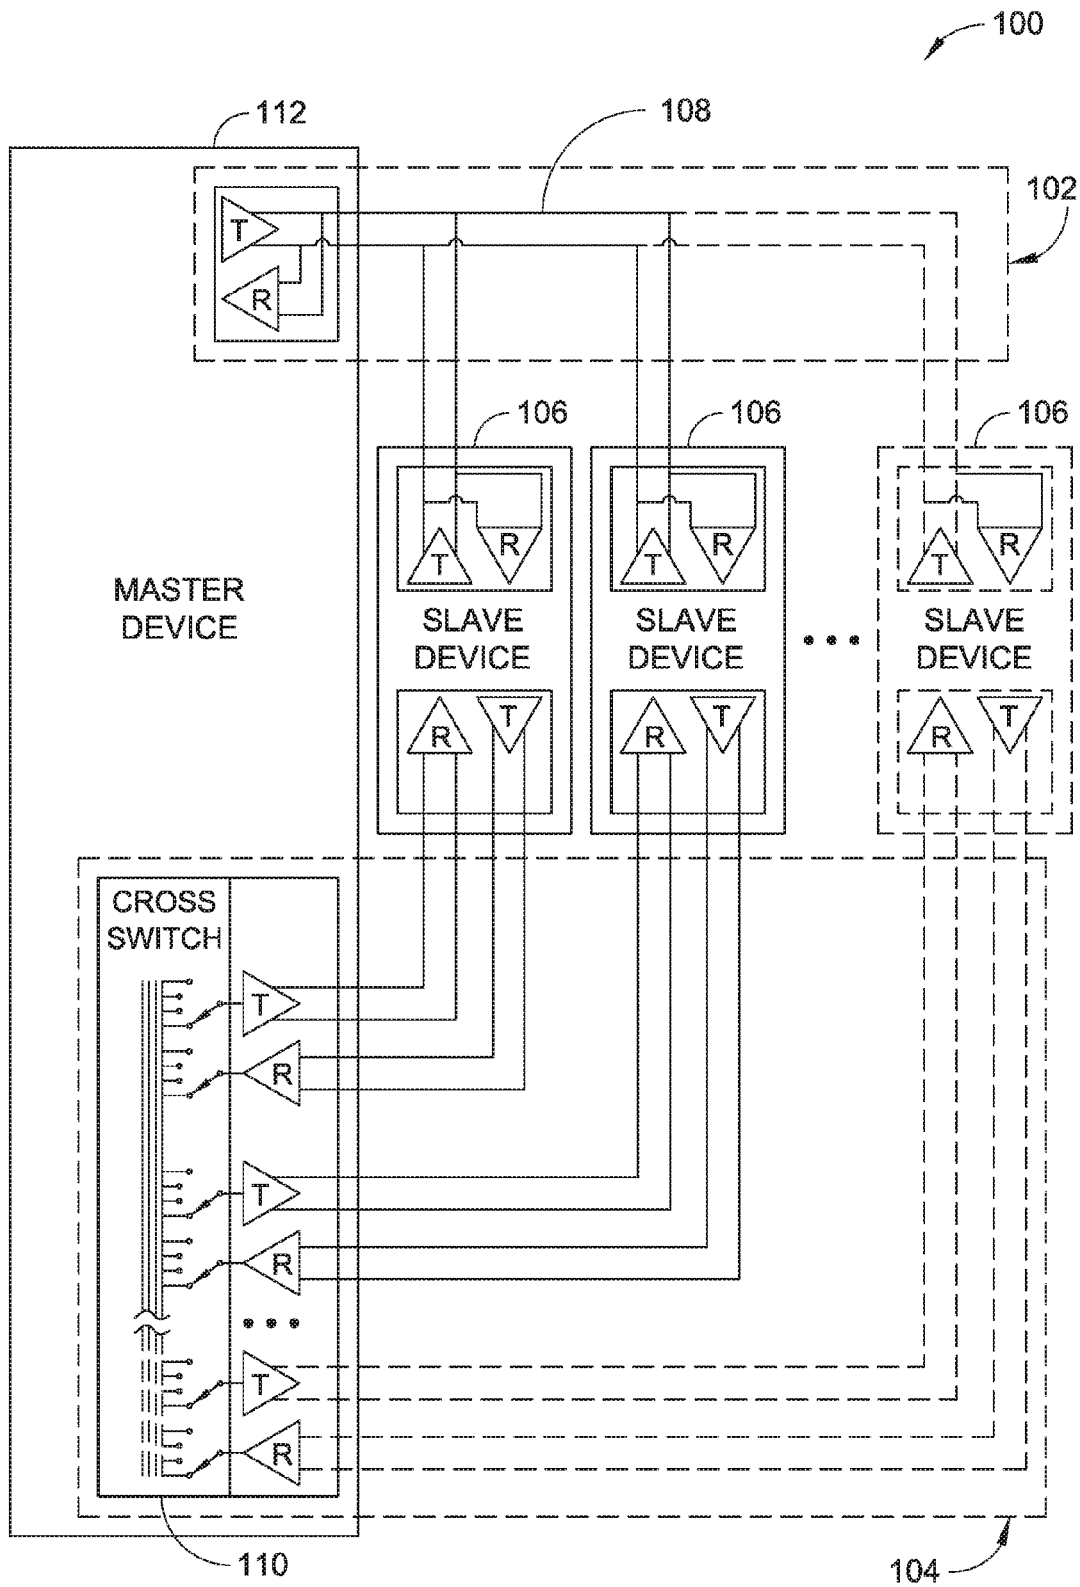 100
112
108
102
T
R
106
106
106
T
R
T
R
T
R
MASTER
DEVICE
SLAVE
DEVICE
SLAVE
DEVICE
SLAVE
DEVICE
R
T
R
T
R
T
CROSS
SWITCH
T
R
T
R
T
R
110
104